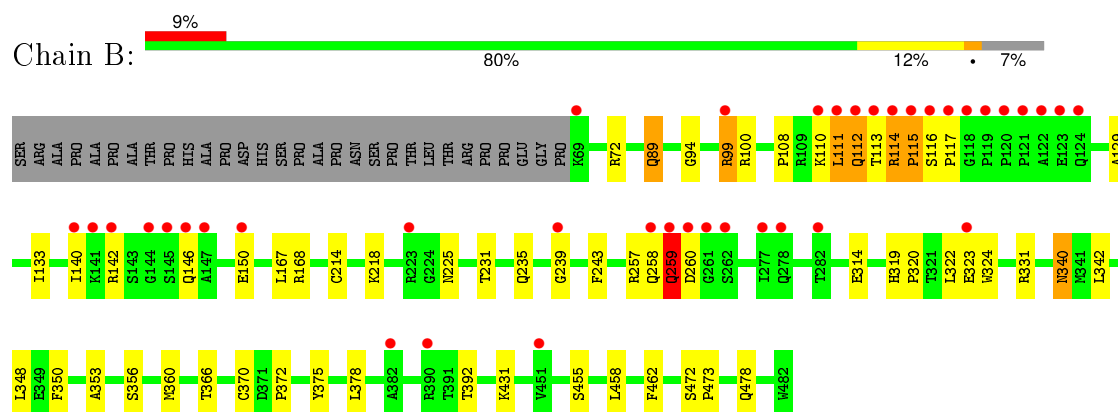 9%
Chain B:
80% 12% • 7%
SER ARG ALA PRO ALA PRO ALA THR PRO HIS ALA PRO ASP HIS SER PRO ALA PRO ASN SER PRO THR LEU THR ARG PRO PRO GLU GLY PRO K69 R72 Q89 G94 R99 R100 P108 R109 K110 L111 Q112 T113 R114 P115 S116 P117 G118 P119 P120 P121 A122 E123 Q124 A129
I133 I140 K141 R142 S143 G144 S145 Q146 A147 E150 L167 R168 C214 K218 R223 G224 N225 T231 Q235 G239 F243 R257 Q258 Q259 D260 G261 S262 I277 Q278 T282 E314 H319 P320 T321 L322 E323 W324 R331 N340 M341 L342
L348 E349 F350 A353 S356 M360 T366 C370 D371 P372 Y375 L378 A382 R390 T391 T392 K431 V451 S455 L458 F462 S472 P473 Q478 W482